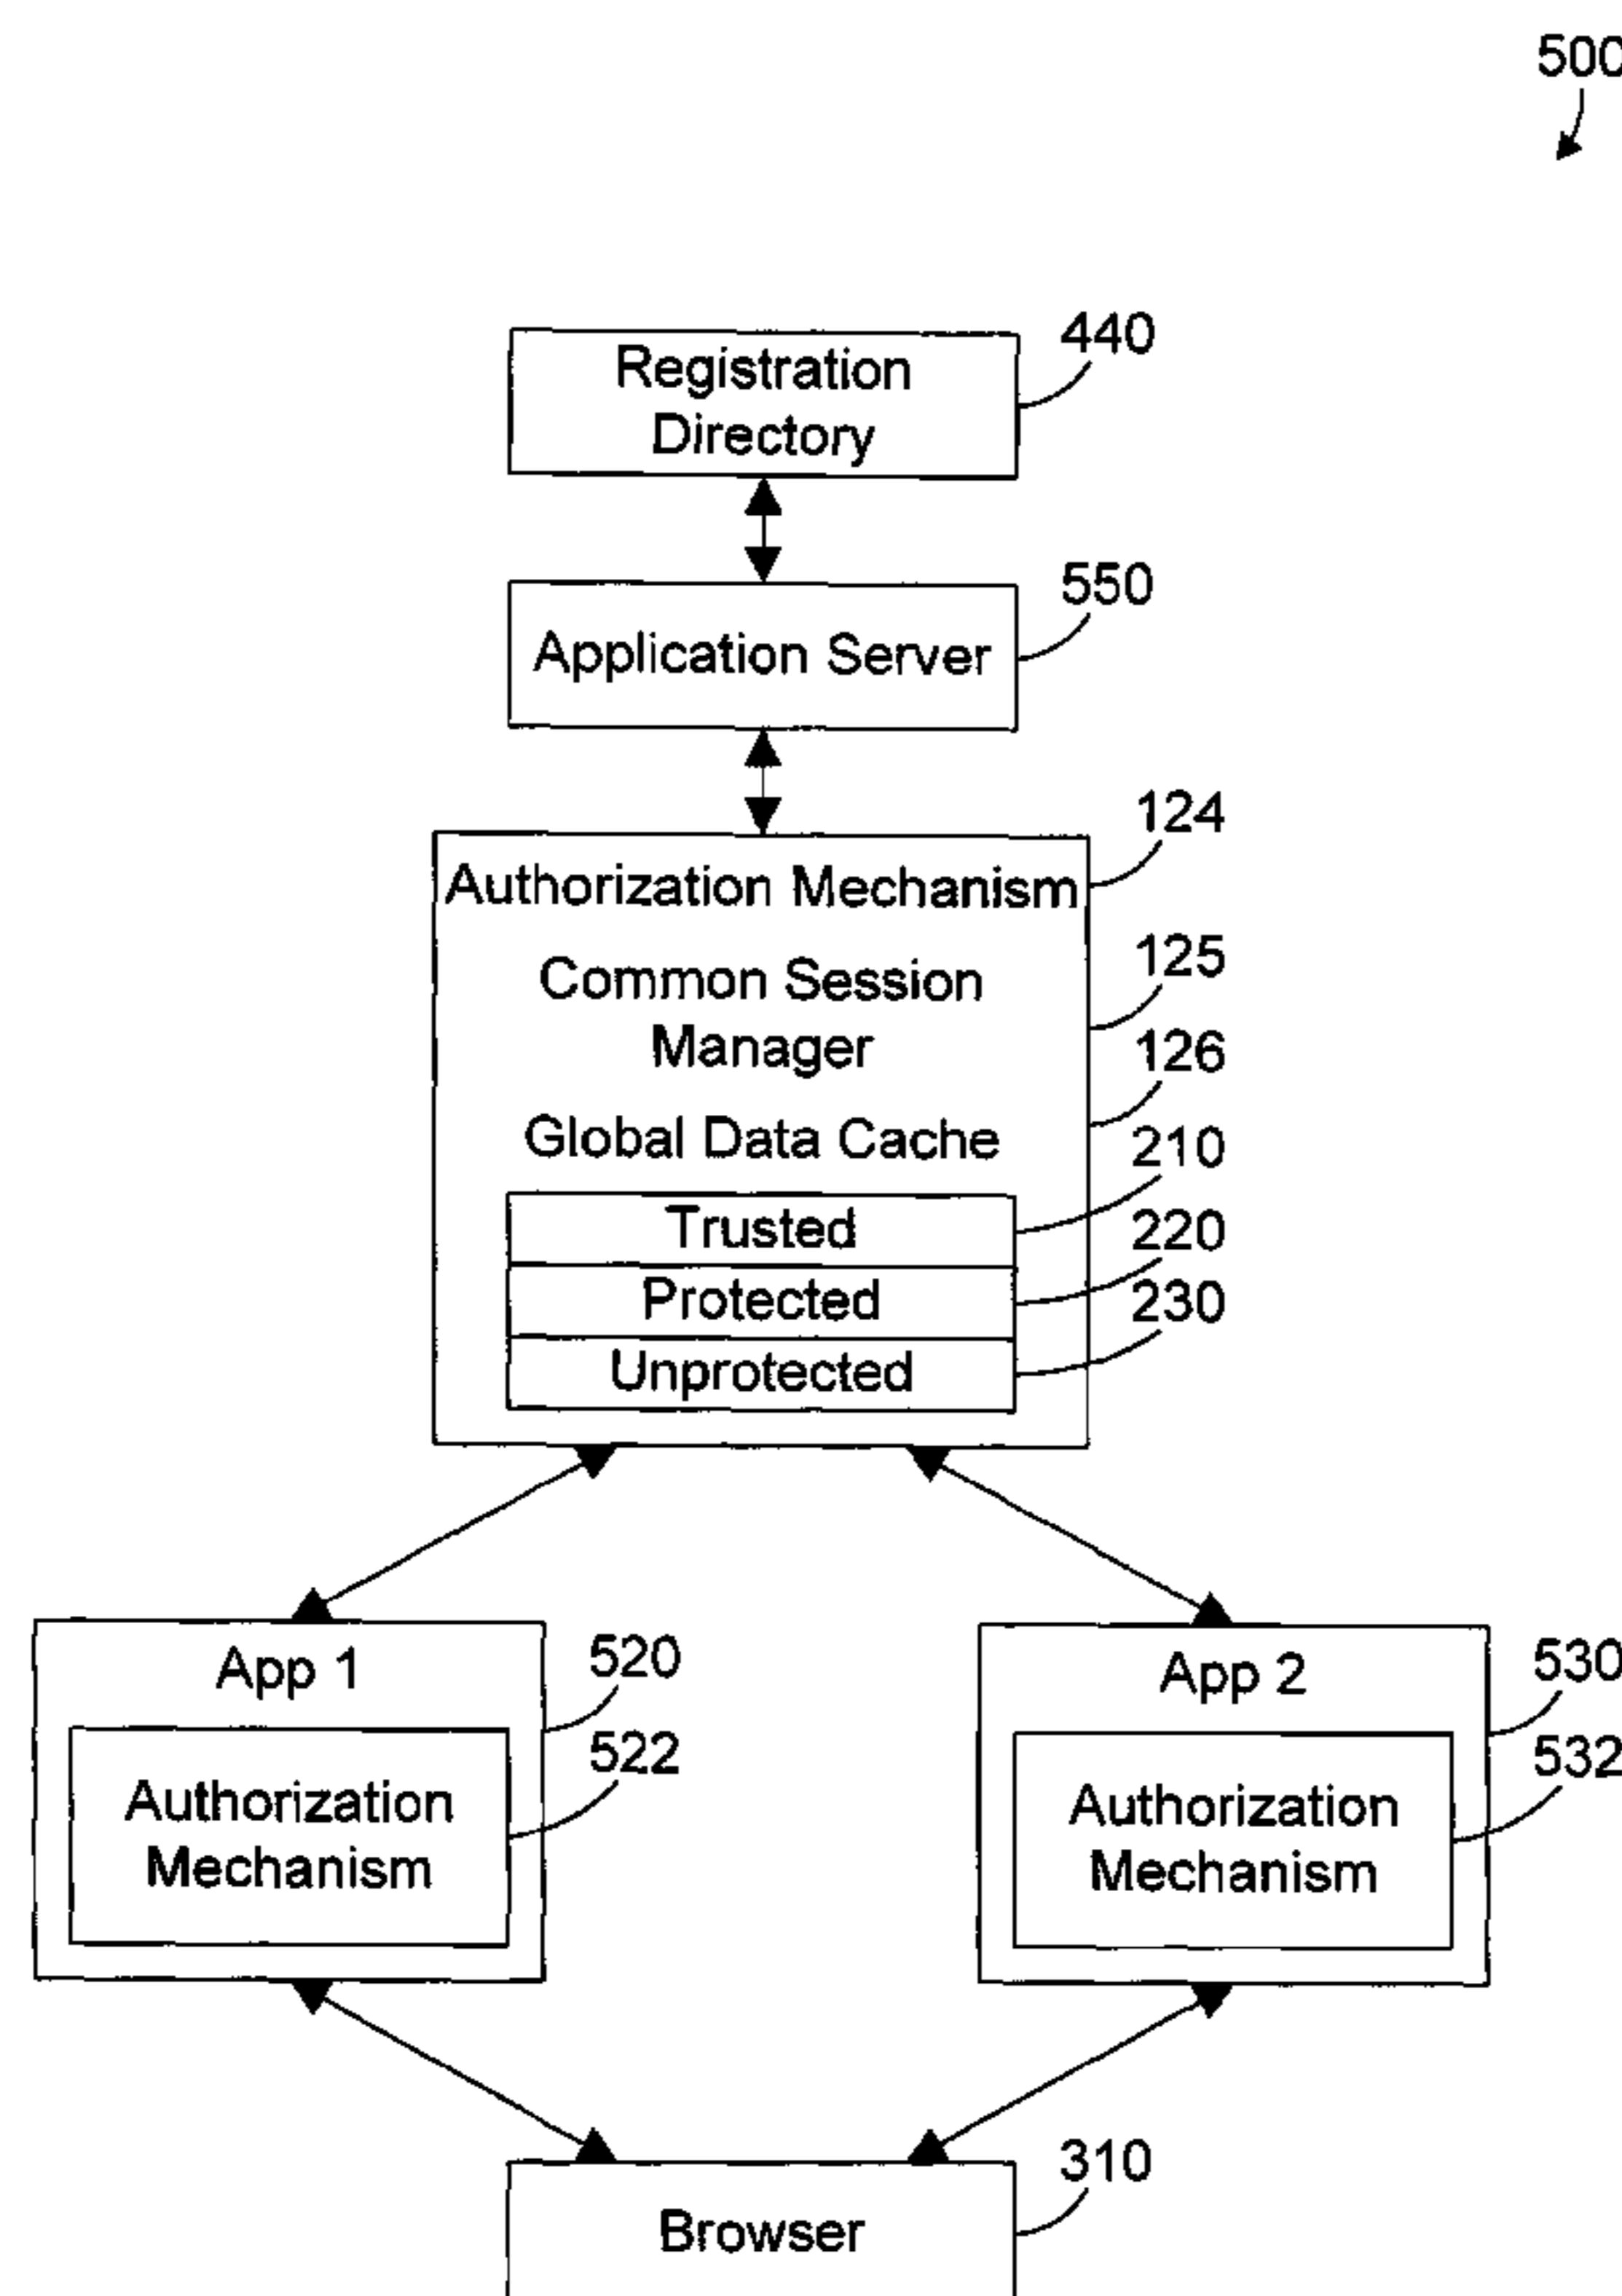 500
Registration
Directory
440
Application Server
550
Authorization Mechanism
124
Common Session
Manager
125
126
Global Data Cache
210
Trusted
220
Protected
230
Unprotected
App 1
520
522
Authorization
Mechanism
App 2
530
532
Authorization
Mechanism
310
Browser